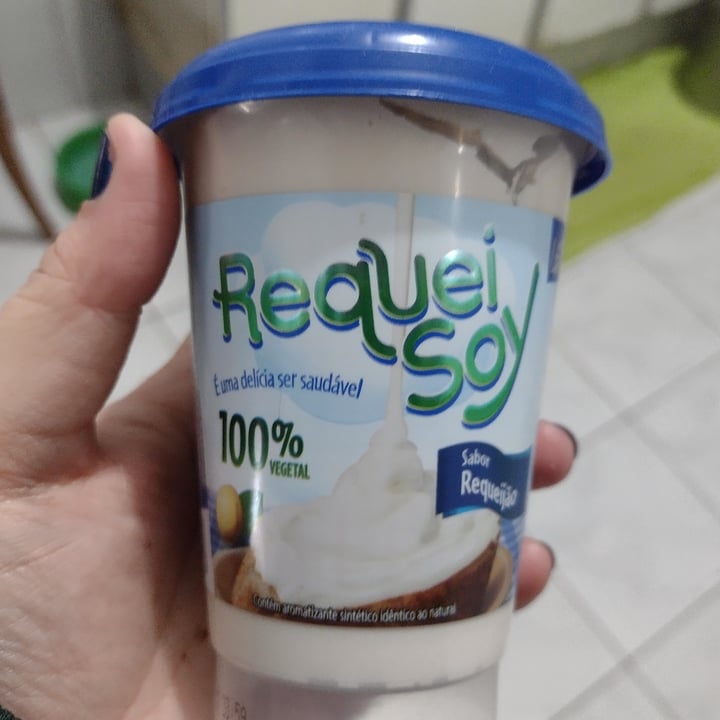 Requei
Soy
É uma delícia ser saudável
100%
VEGETAL
Sabor
Requeijão
Contém aromatizante sintético idêntico ao natural